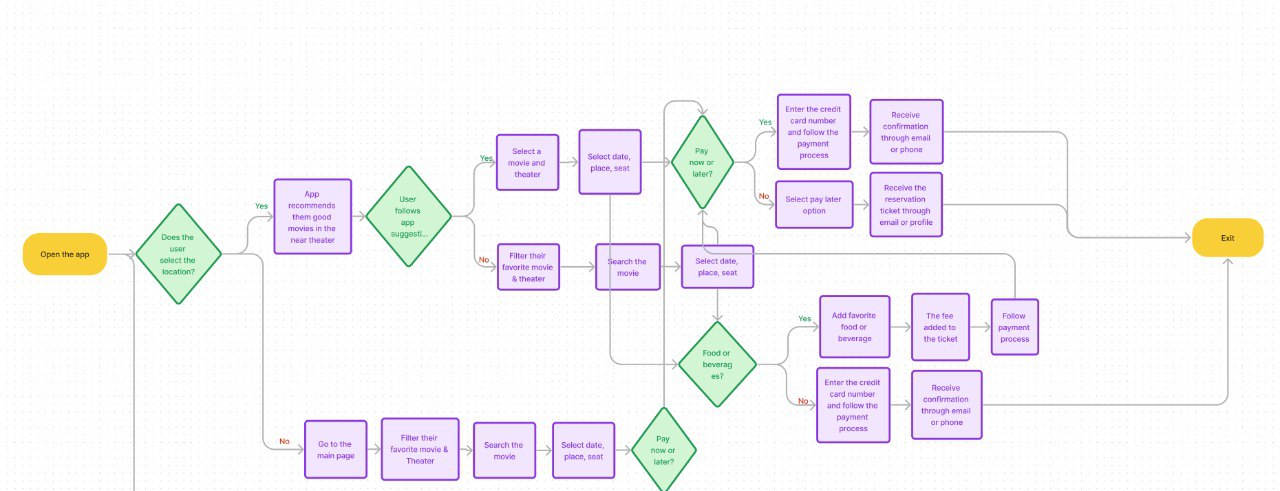 Open the app
Does the
user
select the
location?
Yes
App
recommends
them good
movies in the
near theater
User
follows
app
suggesti...
Yes
Select a
movie and
theater
Select date,
place, seat
Pay
now or
later?
Yes
Enter the credit
card number
and follow the
payment
process
Receive
confirmation
through email
or phone
No
Select pay later
option
Receive the
reservation
ticket through
email or profile
Exit
No
Filter their
favorite movie
& theater
Search the
movie
Select date,
place, seat
Food or
beverag
es?
Yes
Add favorite
food or
beverage
The fee
added to
the ticket
Follow
payment
process
No
Enter the credit
card number
and follow the
payment
process
Receive
confirmation
through email
or phone
No
Go to the
main page
Filter their
favorite movie &
Theater
Search the
movie
Select date,
place, seat
Pay
now or
later?